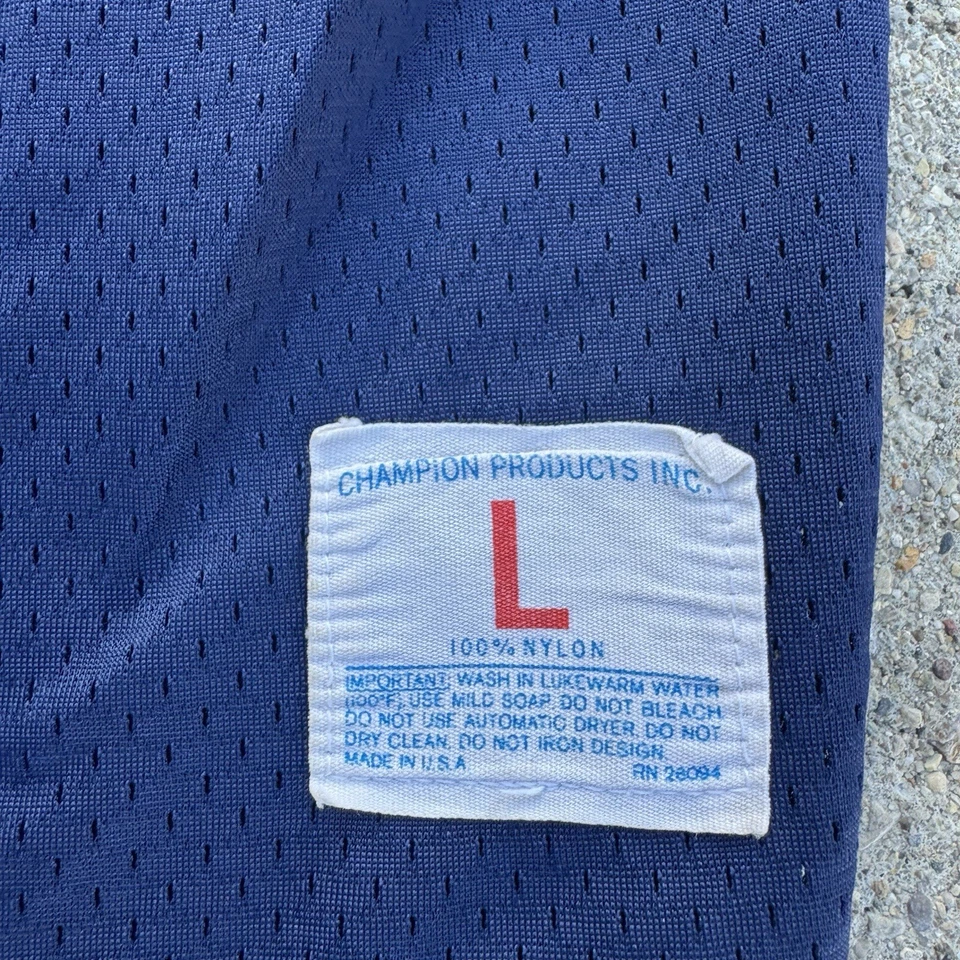 CHAMPION PRODUCTS INC.
L
100% NYLON
IMPORTANT: WASH IN LUKEWARM WATER
(100°F). USE MILD SOAP. DO NOT BLEACH
DO NOT USE AUTOMATIC DRYER. DO NOT
DRY CLEAN. DO NOT IRON DESIGN.
MADE IN U.S.A RN 26094